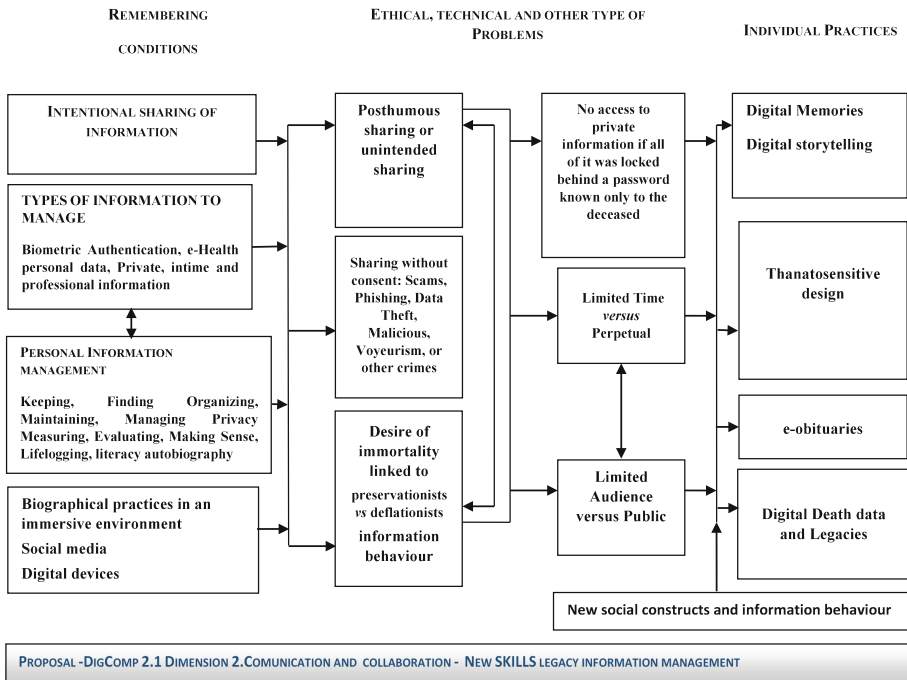 REMEMBERING
CONDITIONS
ETHICAL, TECHNICAL AND OTHER TYPE OF
PROBLEMS
INDIVIDUAL PRACTICES
INTENTIONAL SHARING OF
INFORMATION
TYPES OF INFORMATION TO
MANAGE
Biometric Authentication, e-Health
personal data, Private, intime and
professional information
PERSONAL INFORMATION
MANAGEMENT
Keeping, Finding Organizing,
Maintaining, Managing Privacy
Measuring, Evaluating, Making Sense,
Lifelogging, literacy autobiography
Biographical practices in an
immersive environment
Social media
Digital devices
Posthumous
sharing or
unintended
sharing
Sharing without
consent: Scams,
Phishing, Data
Theft,
Malicious,
Voyeurism, or
other crimes
Desire of
immortality
linked to
preservationists
vs deflationists
information
behaviour
No access to
private
information if all
of it was locked
behind a password
known only to the
deceased
Limited Time
versus
Perpetual
Limited
Audience
versus Public
Digital Memories
Digital storytelling
Thanatosensitive
design
e-obituaries
Digital Death data
and Legacies
New social constructs and information behaviour
PROPOSAL -DIGCOMP 2.1 DIMENSION 2.COMUNICATION AND COLLABORATION - NEW SKILLS LEGACY INFORMATION MANAGEMENT